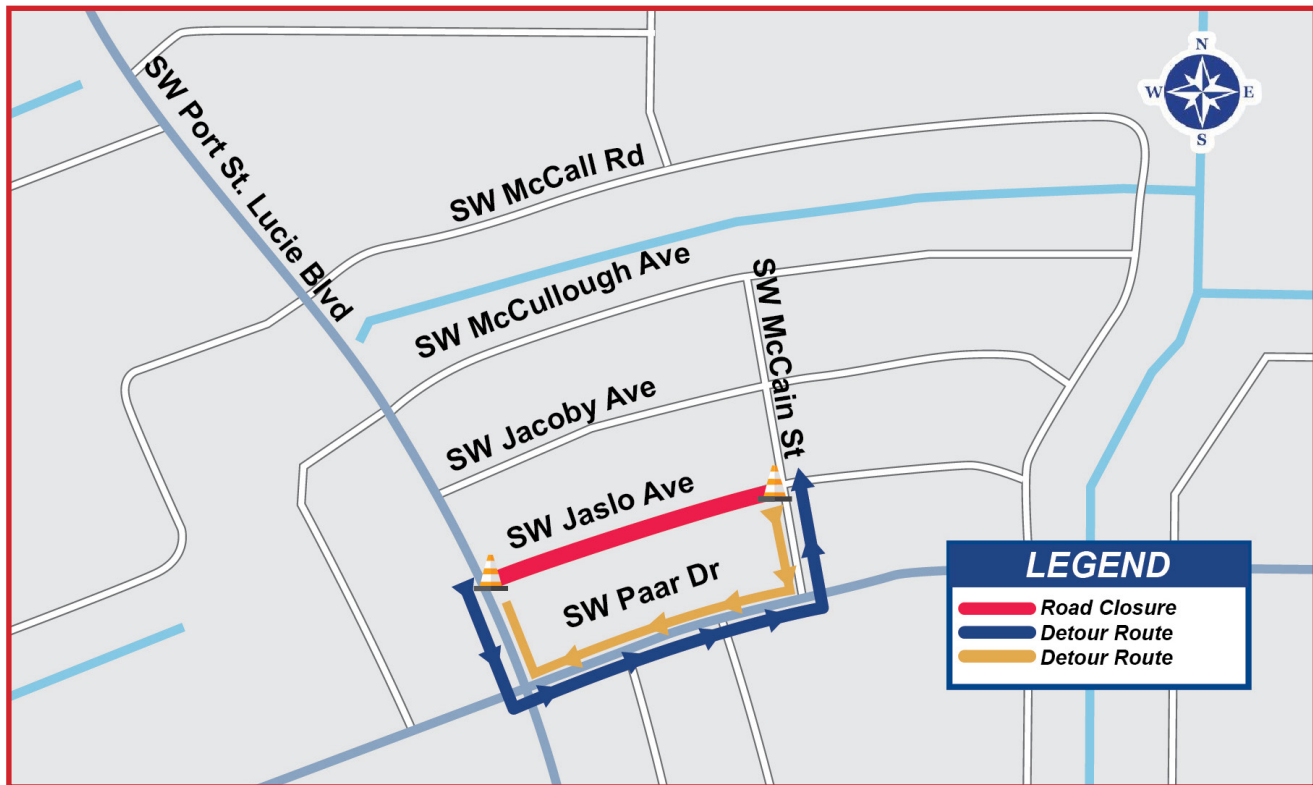 N
W
E
S
SW Port St. Lucie Blvd
SW McCall Rd
SW McCullough Ave
SW McCain St
SW Jacoby Ave
SW Jaslo Ave
SW Paar Dr
LEGEND
Road Closure
Detour Route
Detour Route